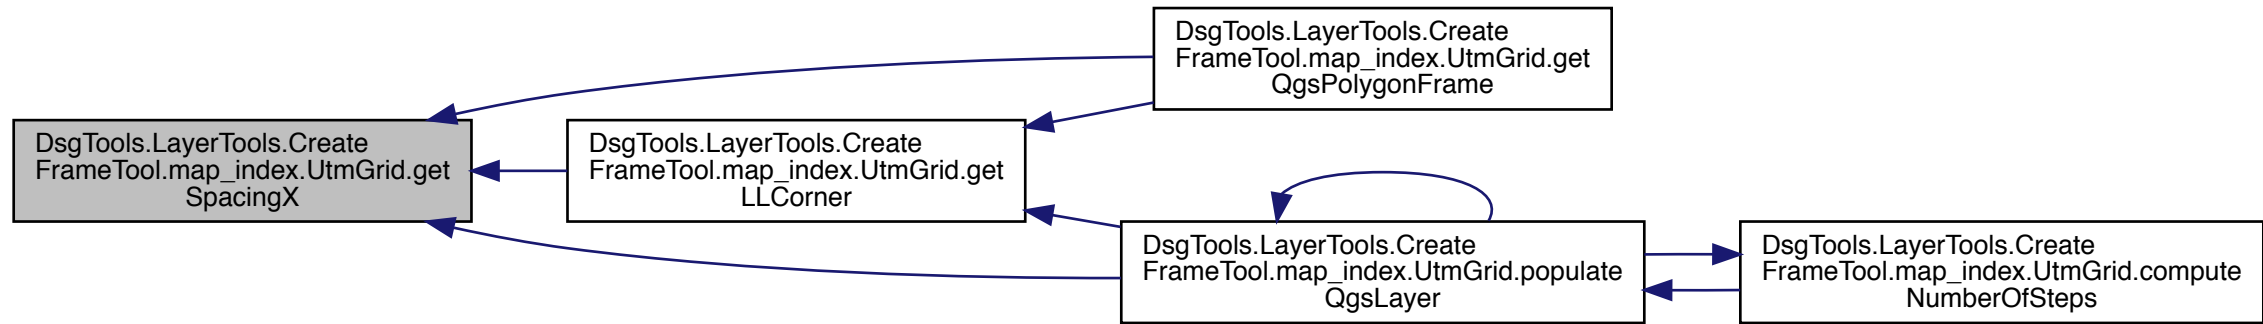 DsgTools.LayerTools.Create
FrameTool.map_index.UtmGrid.get
QgsPolygonFrame
DsgTools.LayerTools.Create
FrameTool.map_index.UtmGrid.get
SpacingX
DsgTools.LayerTools.Create
FrameTool.map_index.UtmGrid.get
LLCorner
DsgTools.LayerTools.Create
FrameTool.map_index.UtmGrid.populate
QgsLayer
DsgTools.LayerTools.Create
FrameTool.map_index.UtmGrid.compute
NumberOfSteps